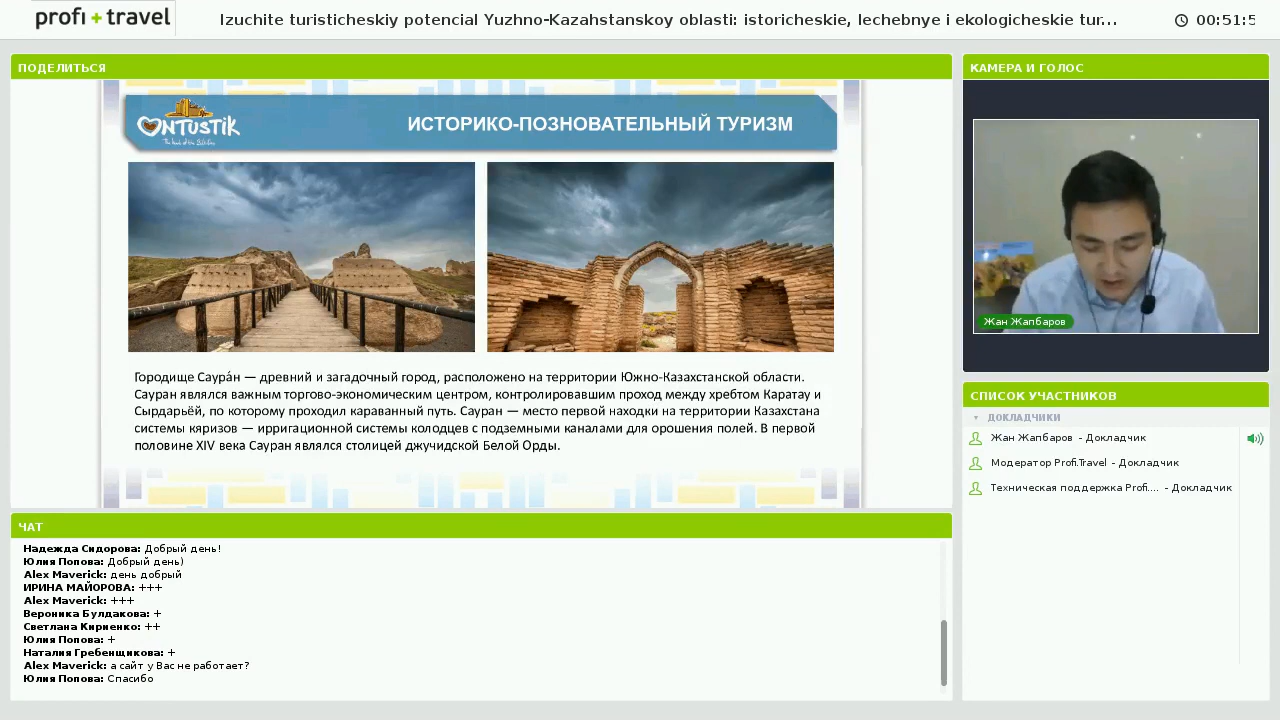 profi + travel
Izuchite turisticheskiy potencial Yuzhno-Kazahstanskoy oblasti: istoricheskie, lechebnye i ekologicheskie tur...
00:51:5
ПОДЕЛИТЬСЯ
ONTUSTIK
ИСТОРИКО-ПОЗНОВАТЕЛЬНЫЙ ТУРИЗМ
Городище Саура́н — древний и загадочный город, расположено на территории Южно-Казахстанской области.
Сауран являлся важным торгово-экономическим центром, контролировавшим проход между хребтом Каратау и
Сырдарьёй, по которому проходил караванный путь. Сауран — место первой находки на территории Казахстана
системы кяризов — ирригационной системы колодцев с подземными каналами для орошения полей. В первой
половине XIV века Сауран являлся столицей джучидской Белой Орды.
ЧАТ
Надежда Сидорова: Добрый день!
Юлия Попова: Добрый день)
Alex Maverick: день добрый
ИРИНА МАЙОРОВА: +++
Alex Maverick: +++
Вероника Булдакова: +
Светлана Кириенко: ++
Юлия Попова: +
Наталия Гребенщикова: +
Alex Maverick: а сайт у Вас не работает?
Юлия Попова: Спасибо
КАМЕРА И ГОЛОС
Жан Жапбаров
СПИСОК УЧАСТНИКОВ
ДОКЛАДЧИКИ
Жан Жапбаров - Докладчик
Модератор Profi.Travel - Докладчик
Техническая поддержка Profi.... - Докладчик